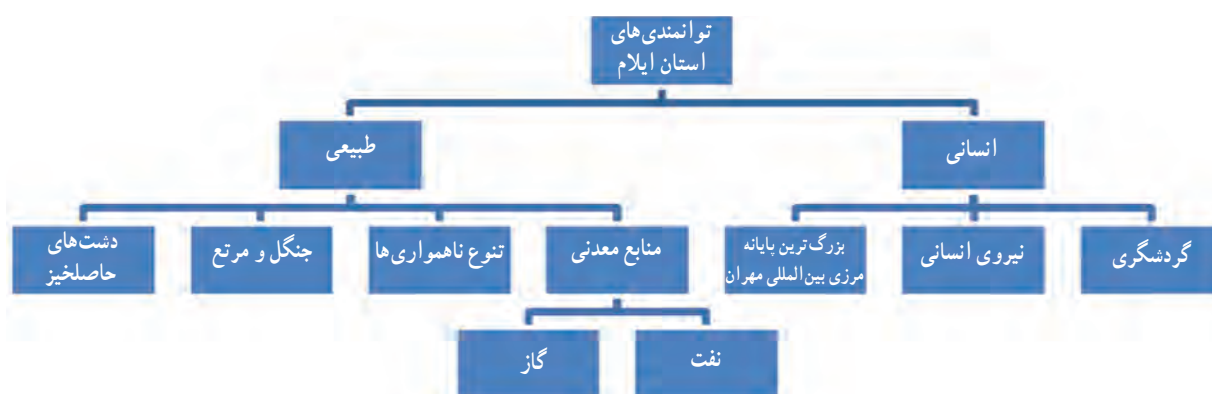 توانمندی‌های
استان ایلام
انسانی
طبیعی
گردشگری
نیروی انسانی
بزرگ‌ترین پایانه
مرزی بین‌المللی مهران
منابع معدنی
تنوع ناهمواری‌ها
جنگل و مرتع
دشت‌های
حاصلخیز
نفت
گاز